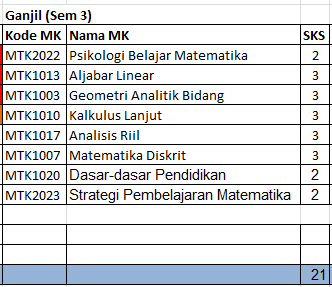 Ganjil (Sem 3)
Kode MK Nama MK SKS
MTK2022 Psikologi Belajar Matematika 2
MTK1013 Aljabar Linear 3
MTK1003 Geometri Analitik Bidang 3
MTK1010 Kalkulus Lanjut 3
MTK1017 Analisis Riil 3
MTK1007 Matematika Diskrit 3
MTK1020 Dasar-dasar Pendidikan 2
MTK2023 Strategi Pembelajaran Matematika 2
21